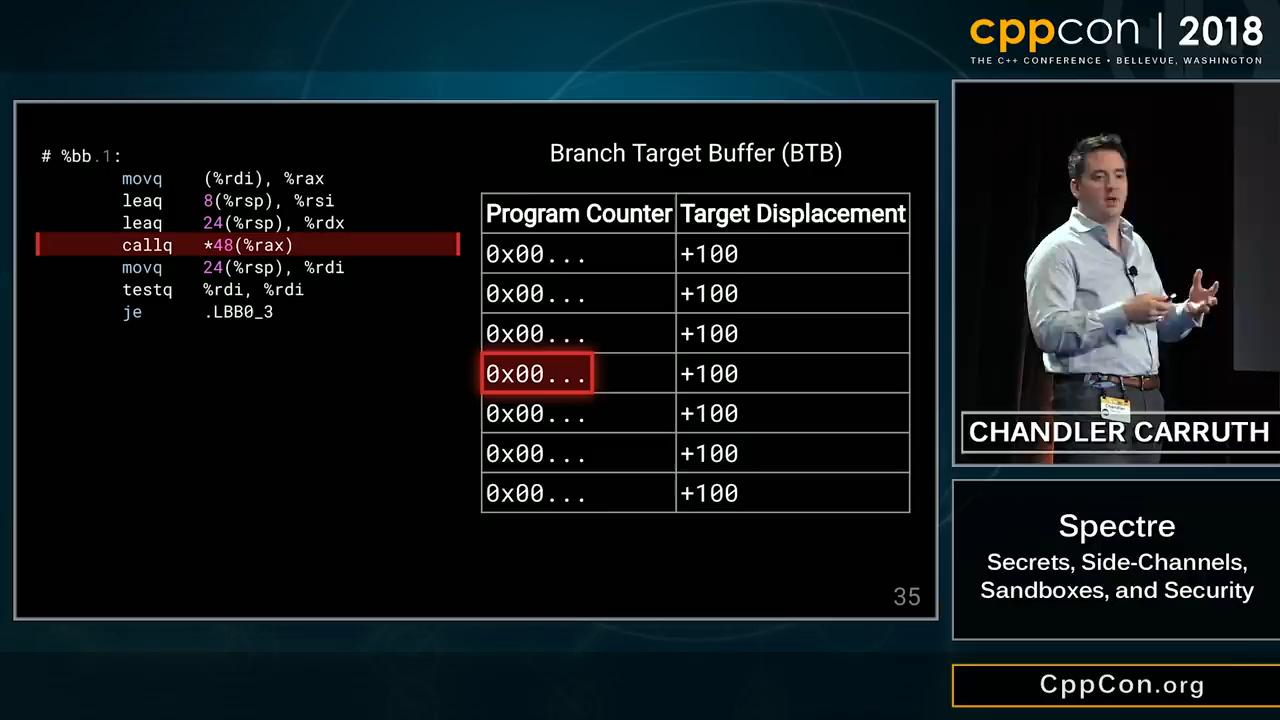 cppcon | 2018
THE C++ CONFERENCE • BELLEVUE, WASHINGTON
# %bb.1:
movq (%rdi), %rax
leaq 8(%rsp), %rsi
leaq 24(%rsp), %rdx
callq *48(%rax)
movq 24(%rsp), %rdi
testq %rdi, %rdi
je .LBB0_3
Branch Target Buffer (BTB)
Program Counter Target Displacement
0x00... +100
0x00... +100
0x00... +100
0x00... +100
0x00... +100
0x00... +100
0x00... +100
35
CHANDLER CARRUTH
Spectre
Secrets, Side-Channels,
Sandboxes, and Security
CppCon.org